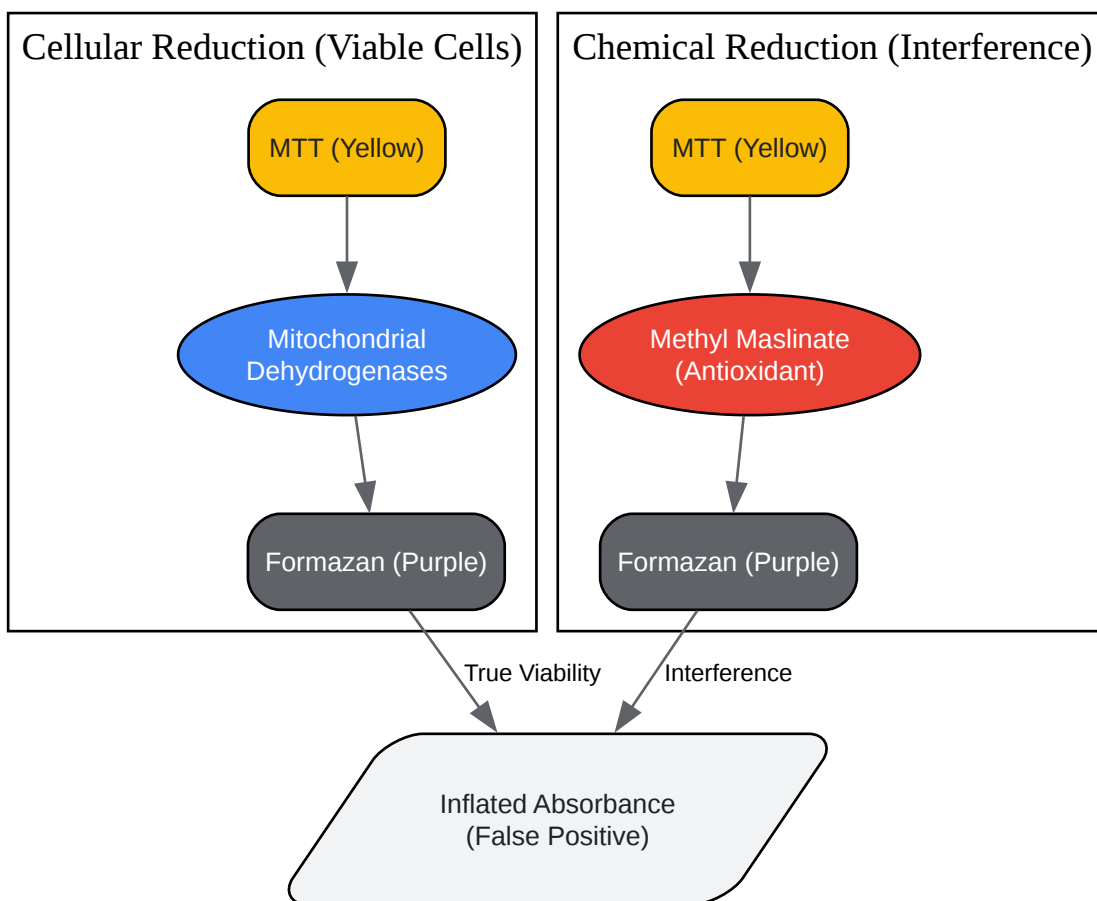 Cellular Reduction (Viable Cells)
MTT (Yellow)
Mitochondrial
Dehydrogenases
Formazan (Purple)
Chemical Reduction (Interference)
MTT (Yellow)
Methyl Maslinate
(Antioxidant)
Formazan (Purple)
True Viability
Interference
Inflated Absorbance
(False Positive)